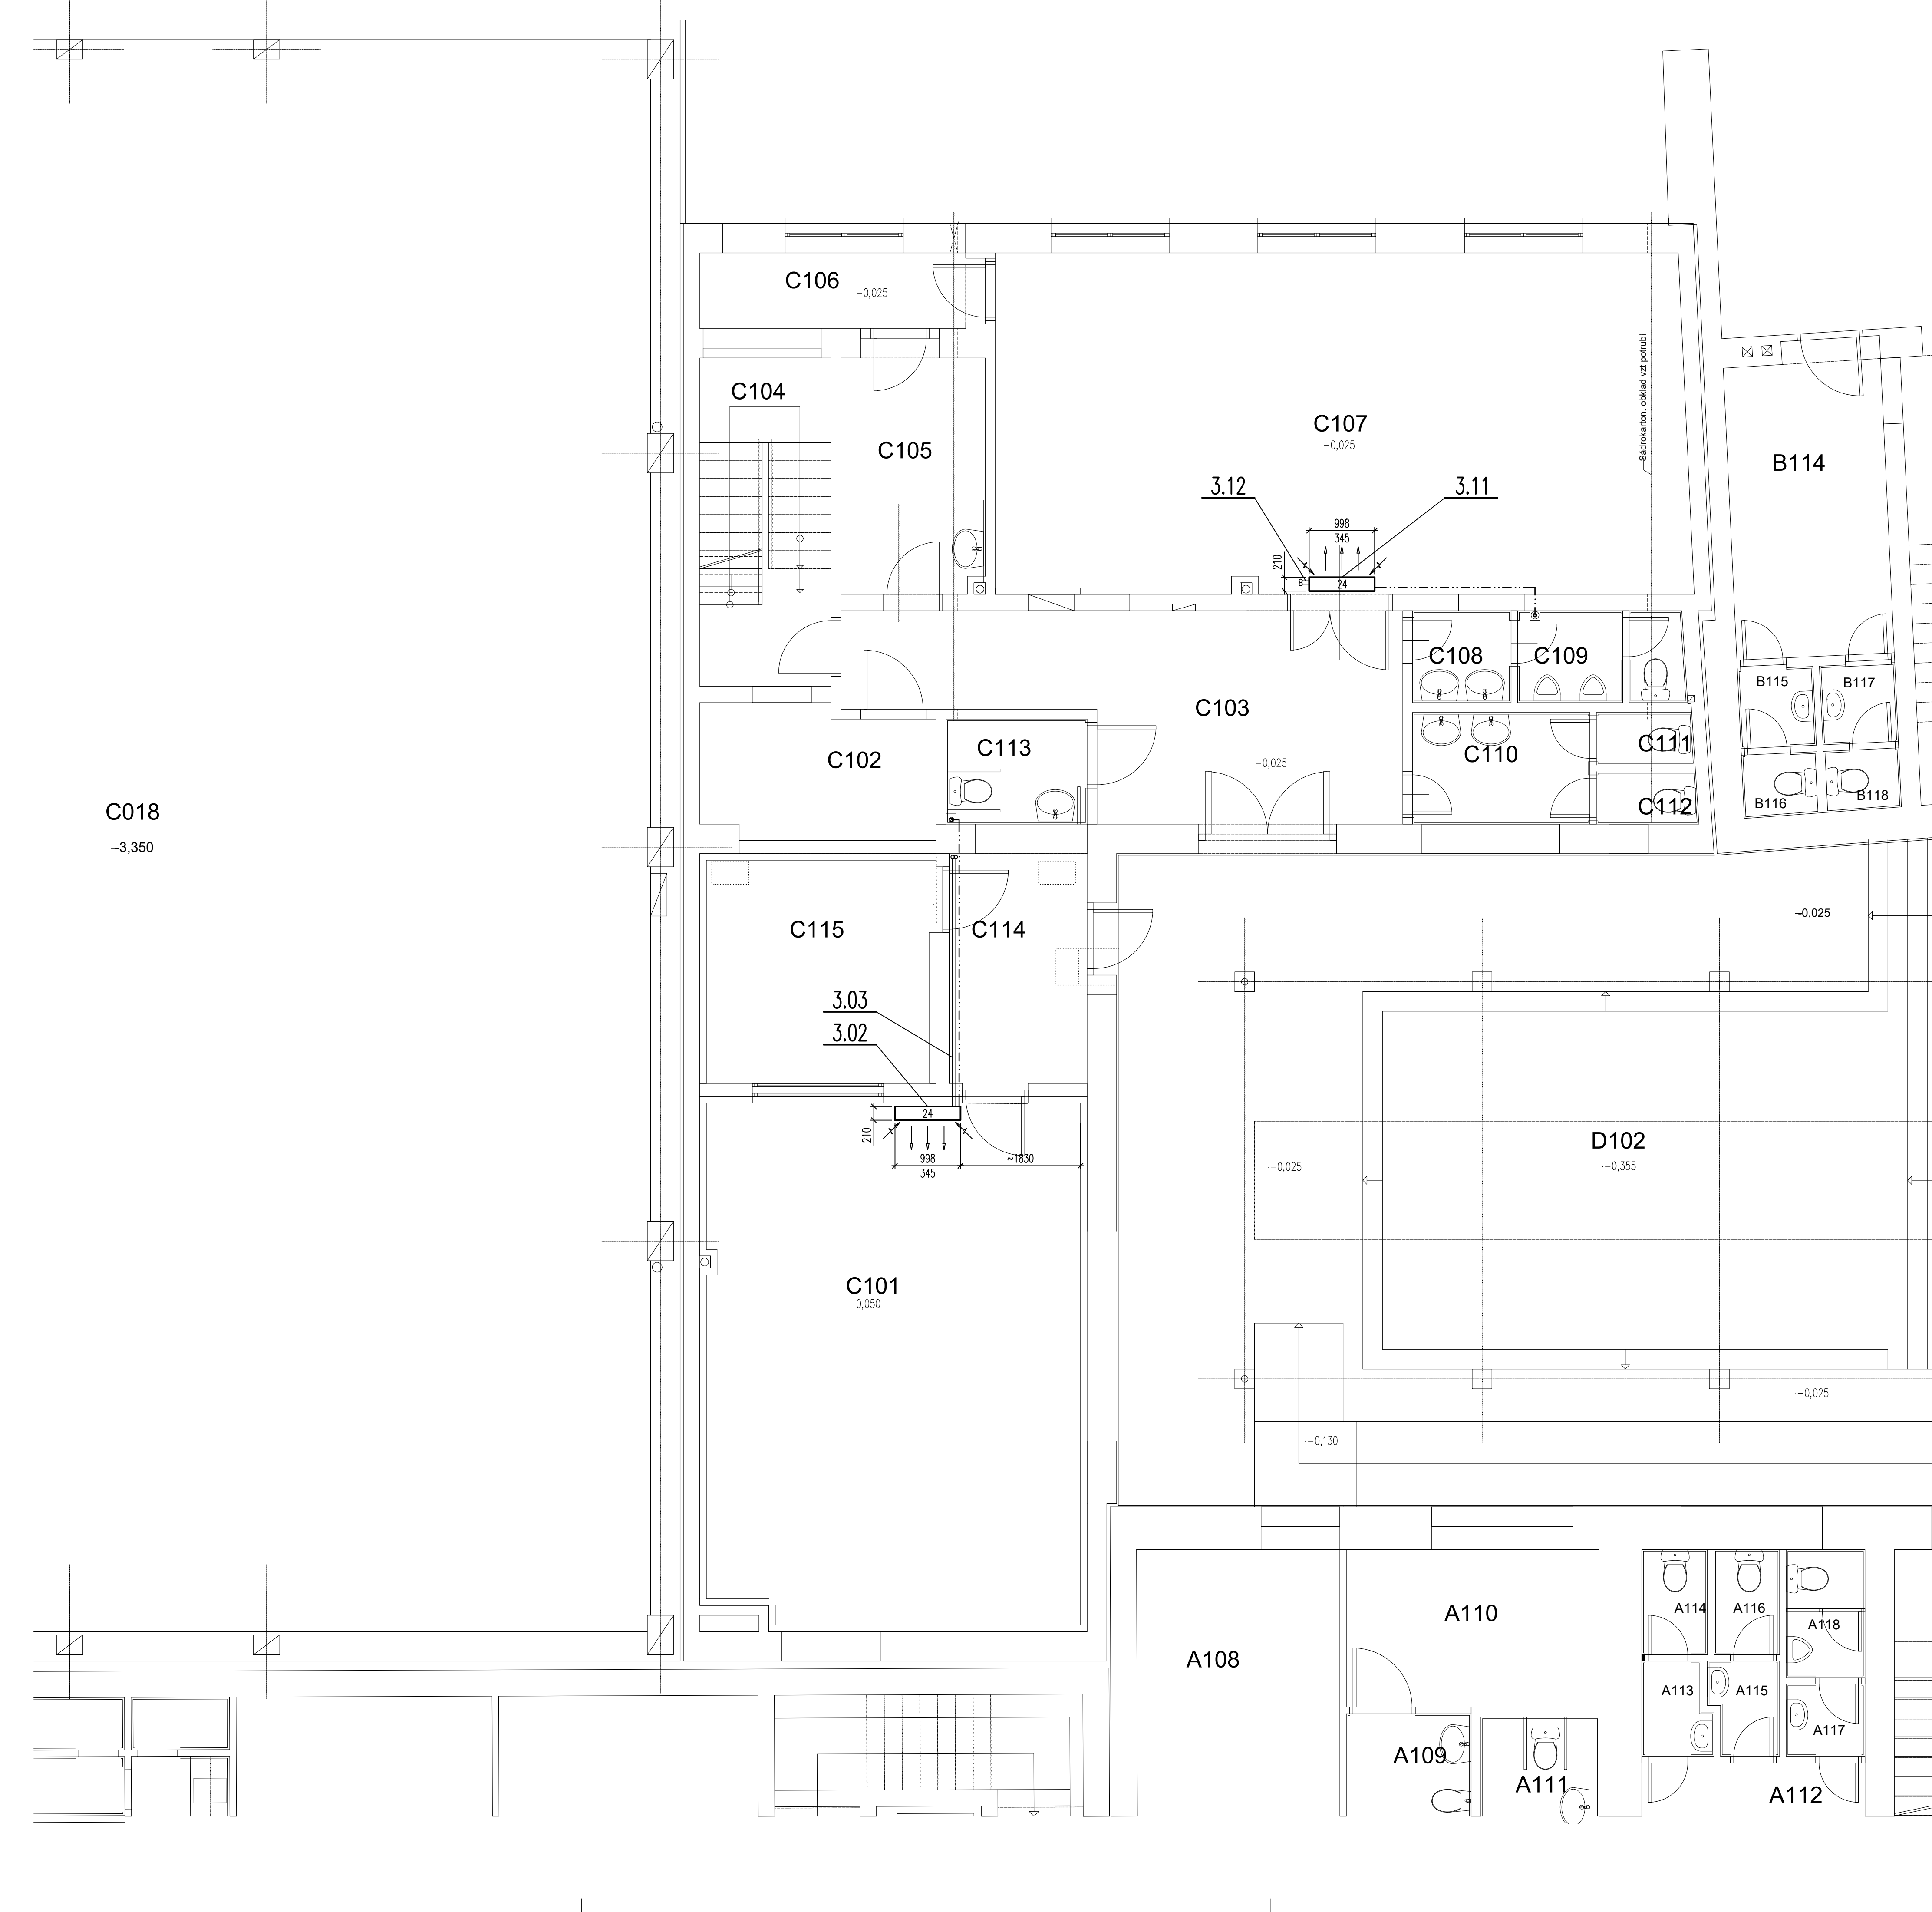 C106
-0,025
C104
C105
C107
-0,025
Sádrokarton. obklad vzt potrubí
B114
3.12
3.11
998
345
210
8
24
C108
C109
C103
-0,025
C113
C102
C110
C111
C112
B115
B117
B116
B118
C018
-3,350
C115
C114
-0,025
3.03
3.02
8
24
210
998
345
~1830
D102
-0,355
-0,025
C101
0,050
-0,025
-0,130
A108
A110
A114
A116
A118
A113
A115
A117
A109
A111
A112